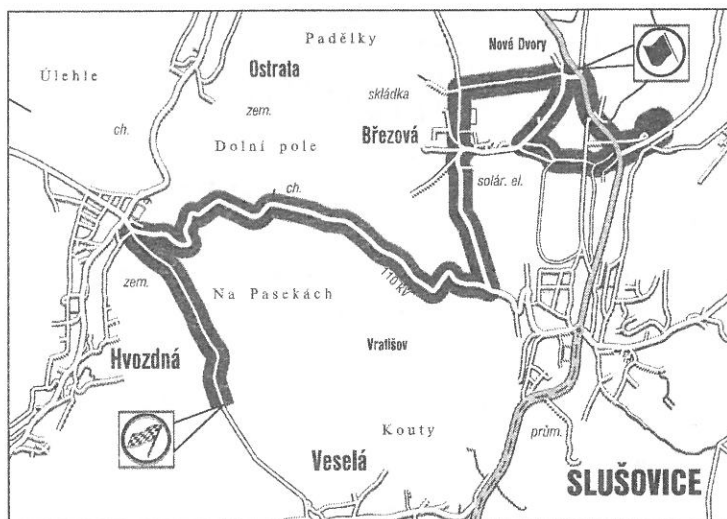 Padělky
Nové Dvory
Úlehle
Ostrata
skládka
zem.
ch.
Dolní pole
Březová
solár. el.
ch.
zem.
Na Pasekách
110 kV
Vratišov
Hvozdná
Kouty
prům.
Veselá
SLUŠOVICE